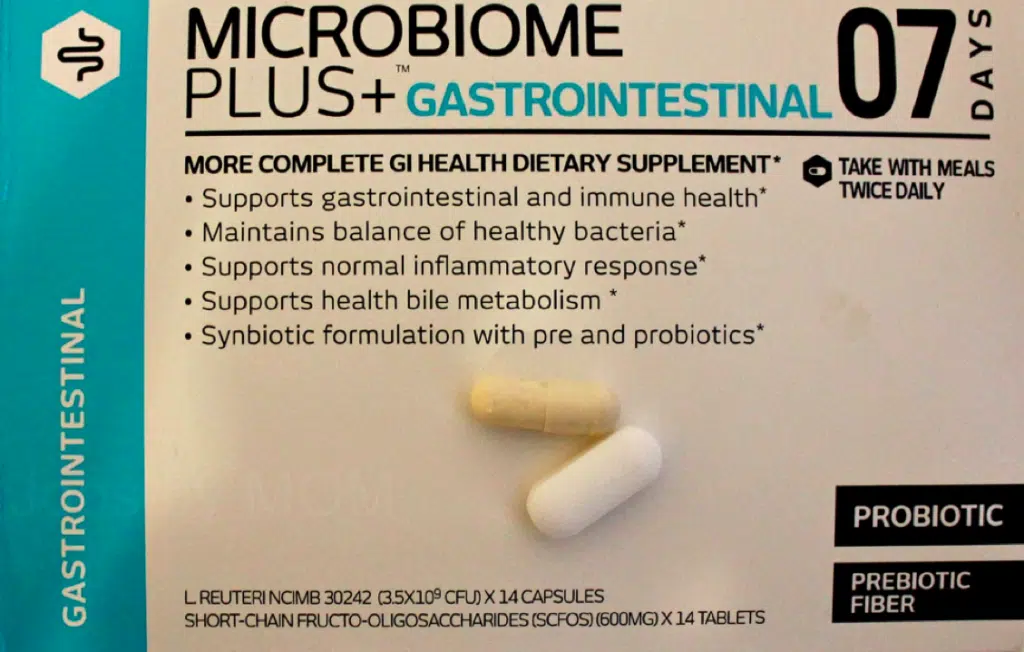 MICROBIOME
PLUS+™ GASTROINTESTINAL
07 DAYS
MORE COMPLETE GI HEALTH DIETARY SUPPLEMENT*
TAKE WITH MEALS
TWICE DAILY
• Supports gastrointestinal and immune health*
• Maintains balance of healthy bacteria*
• Supports normal inflammatory response*
• Supports health bile metabolism *
• Synbiotic formulation with pre and probiotics*
GASTROINTESTINAL
PROBIOTIC
PREBIOTIC
FIBER
L. REUTERI NCIMB 30242 (3.5X10⁹ CFU) X 14 CAPSULES
SHORT-CHAIN FRUCTO-OLIGOSACCHARIDES (SCFOS) (600MG) X 14 TABLETS